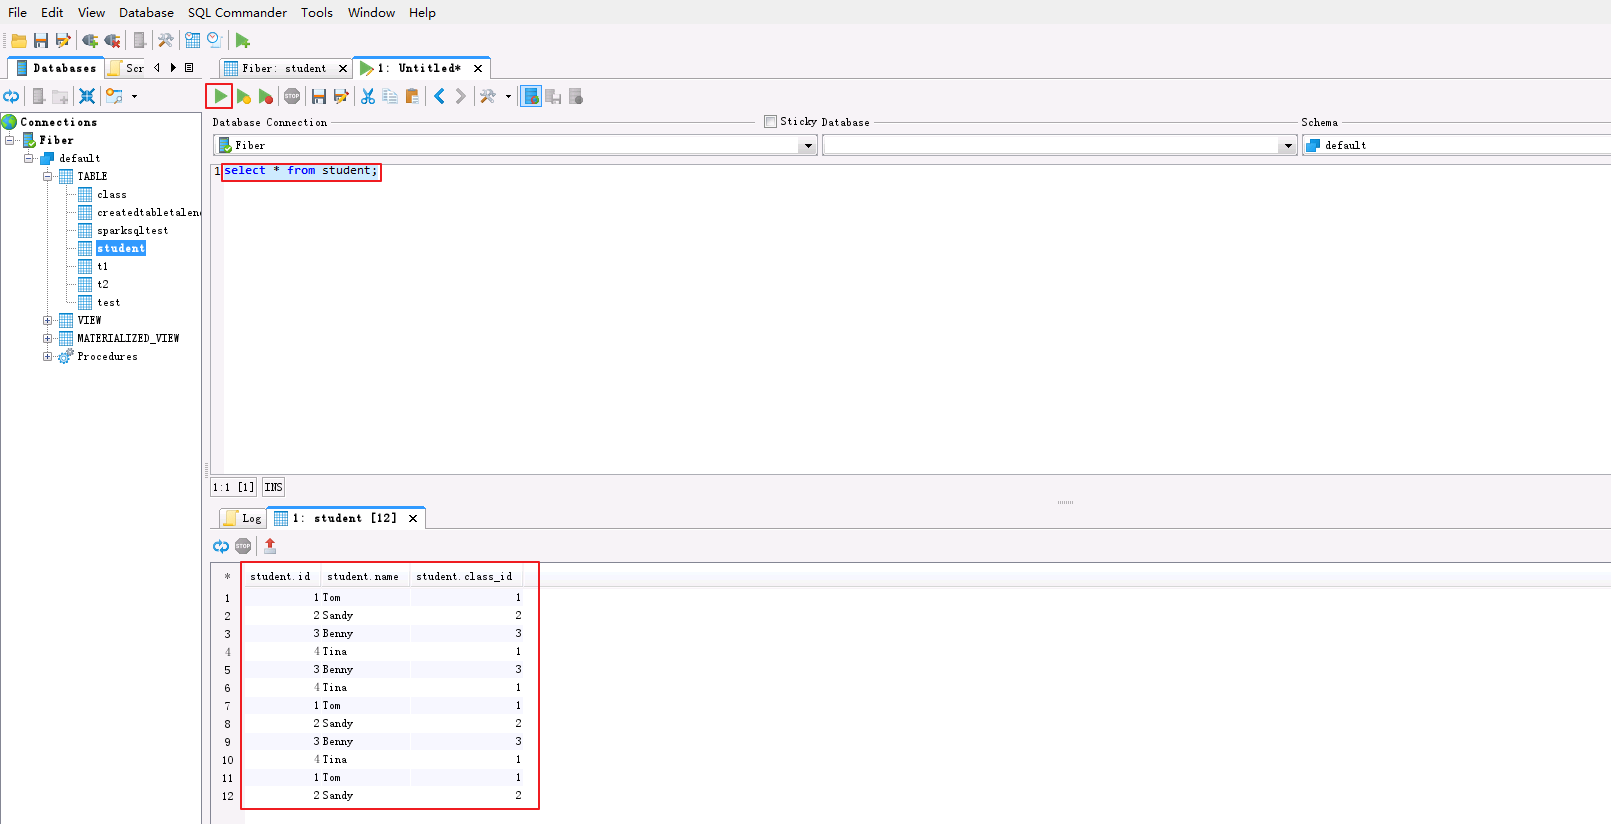 File Edit View Database SQL Commander Tools Window Help
Databases Scr
Fiber: student 1: Untitled*
STOP
Connections
Fiber
default
TABLE
class
createdtabletalen
sparksqltest
student
t1
t2
test
VIEW
MATERIALIZED_VIEW
Procedures
Database Connection Sticky Database Schema
Fiber default
1 select * from student;
1:1 [1] INS
Log 1: student [12]
STOP
* student.id student.name student.class_id
1 1 Tom 1
2 2 Sandy 2
3 3 Benny 3
4 4 Tina 1
5 3 Benny 3
6 4 Tina 1
7 1 Tom 1
8 2 Sandy 2
9 3 Benny 3
10 4 Tina 1
11 1 Tom 1
12 2 Sandy 2